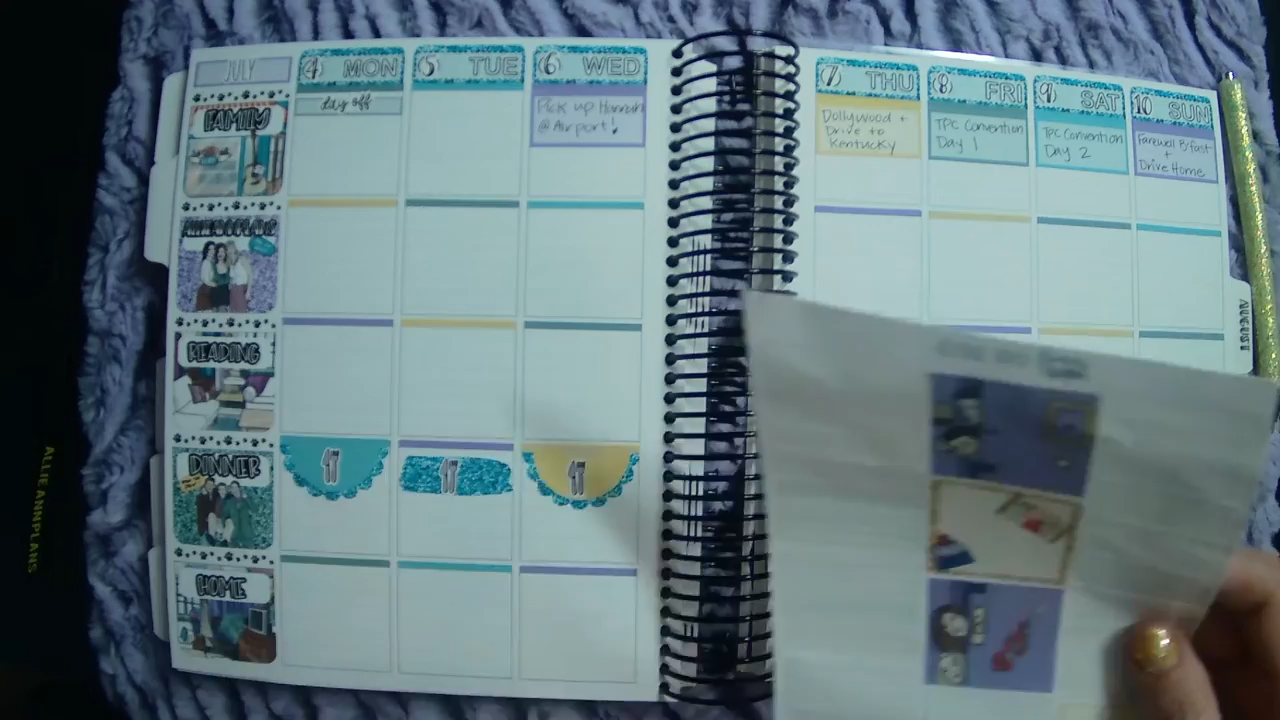 JULY
4 MON
5 TUE
6 WED
7 THU
8 FRI
9 SAT
10 SUN
day off
Pick up Hannah
@ Airport!
Dollywood +
Drive to
Kentucky
TPC Convention
Day 1
TPC Convention
Day 2
Farewell Bfast
+
Drive Home
FAMILY
ALLIEANNPLANS
READING
DINNER
HOME
AUGUST
ALLIEANNPLANS